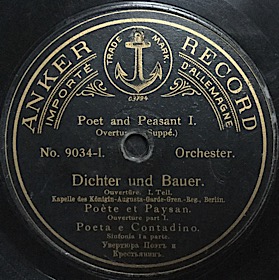 ANKER RECORD
IMPORTÉ D'ALLEMAGNE
TRADE MARK.
Poet and Peasant I.
Overture (Suppé.)
No. 9034-I. Orchester.
Dichter und Bauer.
Ouvertüre. I. Teil.
Kapelle des Königin-Augusta-Garde-Gren.-Reg., Berlin.
Poëte et Paysan.
Ouverture part I.
Poeta e Contadino.
Sinfonia 1a parte.
Увертюра Поэтъ и
Крестьянинъ.